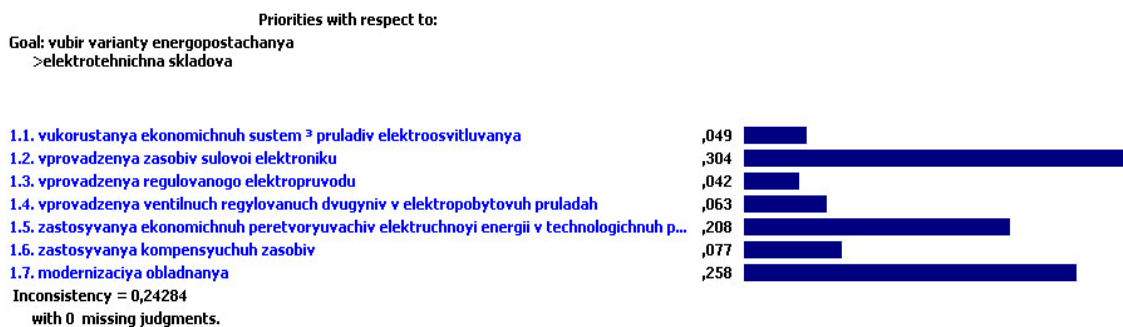 Priorities with respect to:
Goal: vubir varianty energopostachanya
>elektrotehnichna skladova
1.1. vukorustanya ekonomichnuh sustem ³ pruladiv elektroosvitluvanya ,049
1.2. vprovadzenya zasobiv sulovoi elektroniku ,304
1.3. vprovadzenya regulovanogo elektropruvodu ,042
1.4. vprovadzenya ventilnuch regylovanuch dvugyniv v elektropobytovuh pruladah ,063
1.5. zastosyvanya ekonomichnuh peretvoryuvachiv elektruchnoyi energii v technologichnuh p... ,208
1.6. zastosyvanya kompensyuchuh zasobiv ,077
1.7. modernizaciya obladnanya ,258
Inconsistency = 0,24284
with 0 missing judgments.